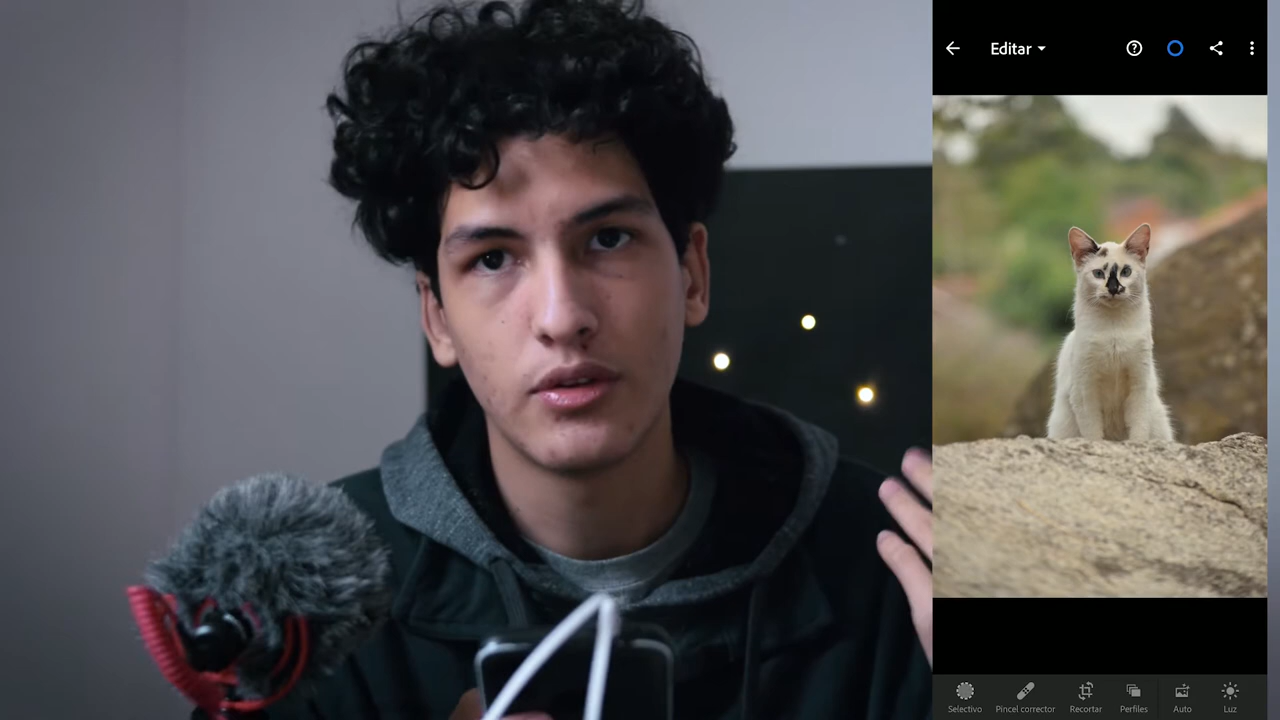 Editar
Selectivo
Pincel corrector
Recortar
Perfiles
Auto
Luz